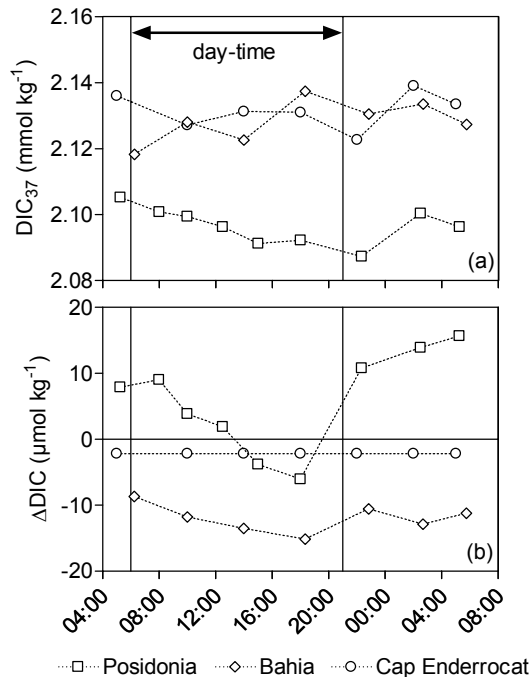 2.16
2.14
2.12
2.10
2.08
DIC37 (mmol kg-1)
day-time
(a)
20
10
0
-10
-20
ΔDIC (µmol kg-1)
(b)
04:00 08:00 12:00 16:00 20:00 00:00 04:00 08:00
Posidonia Bahia Cap Enderrocat